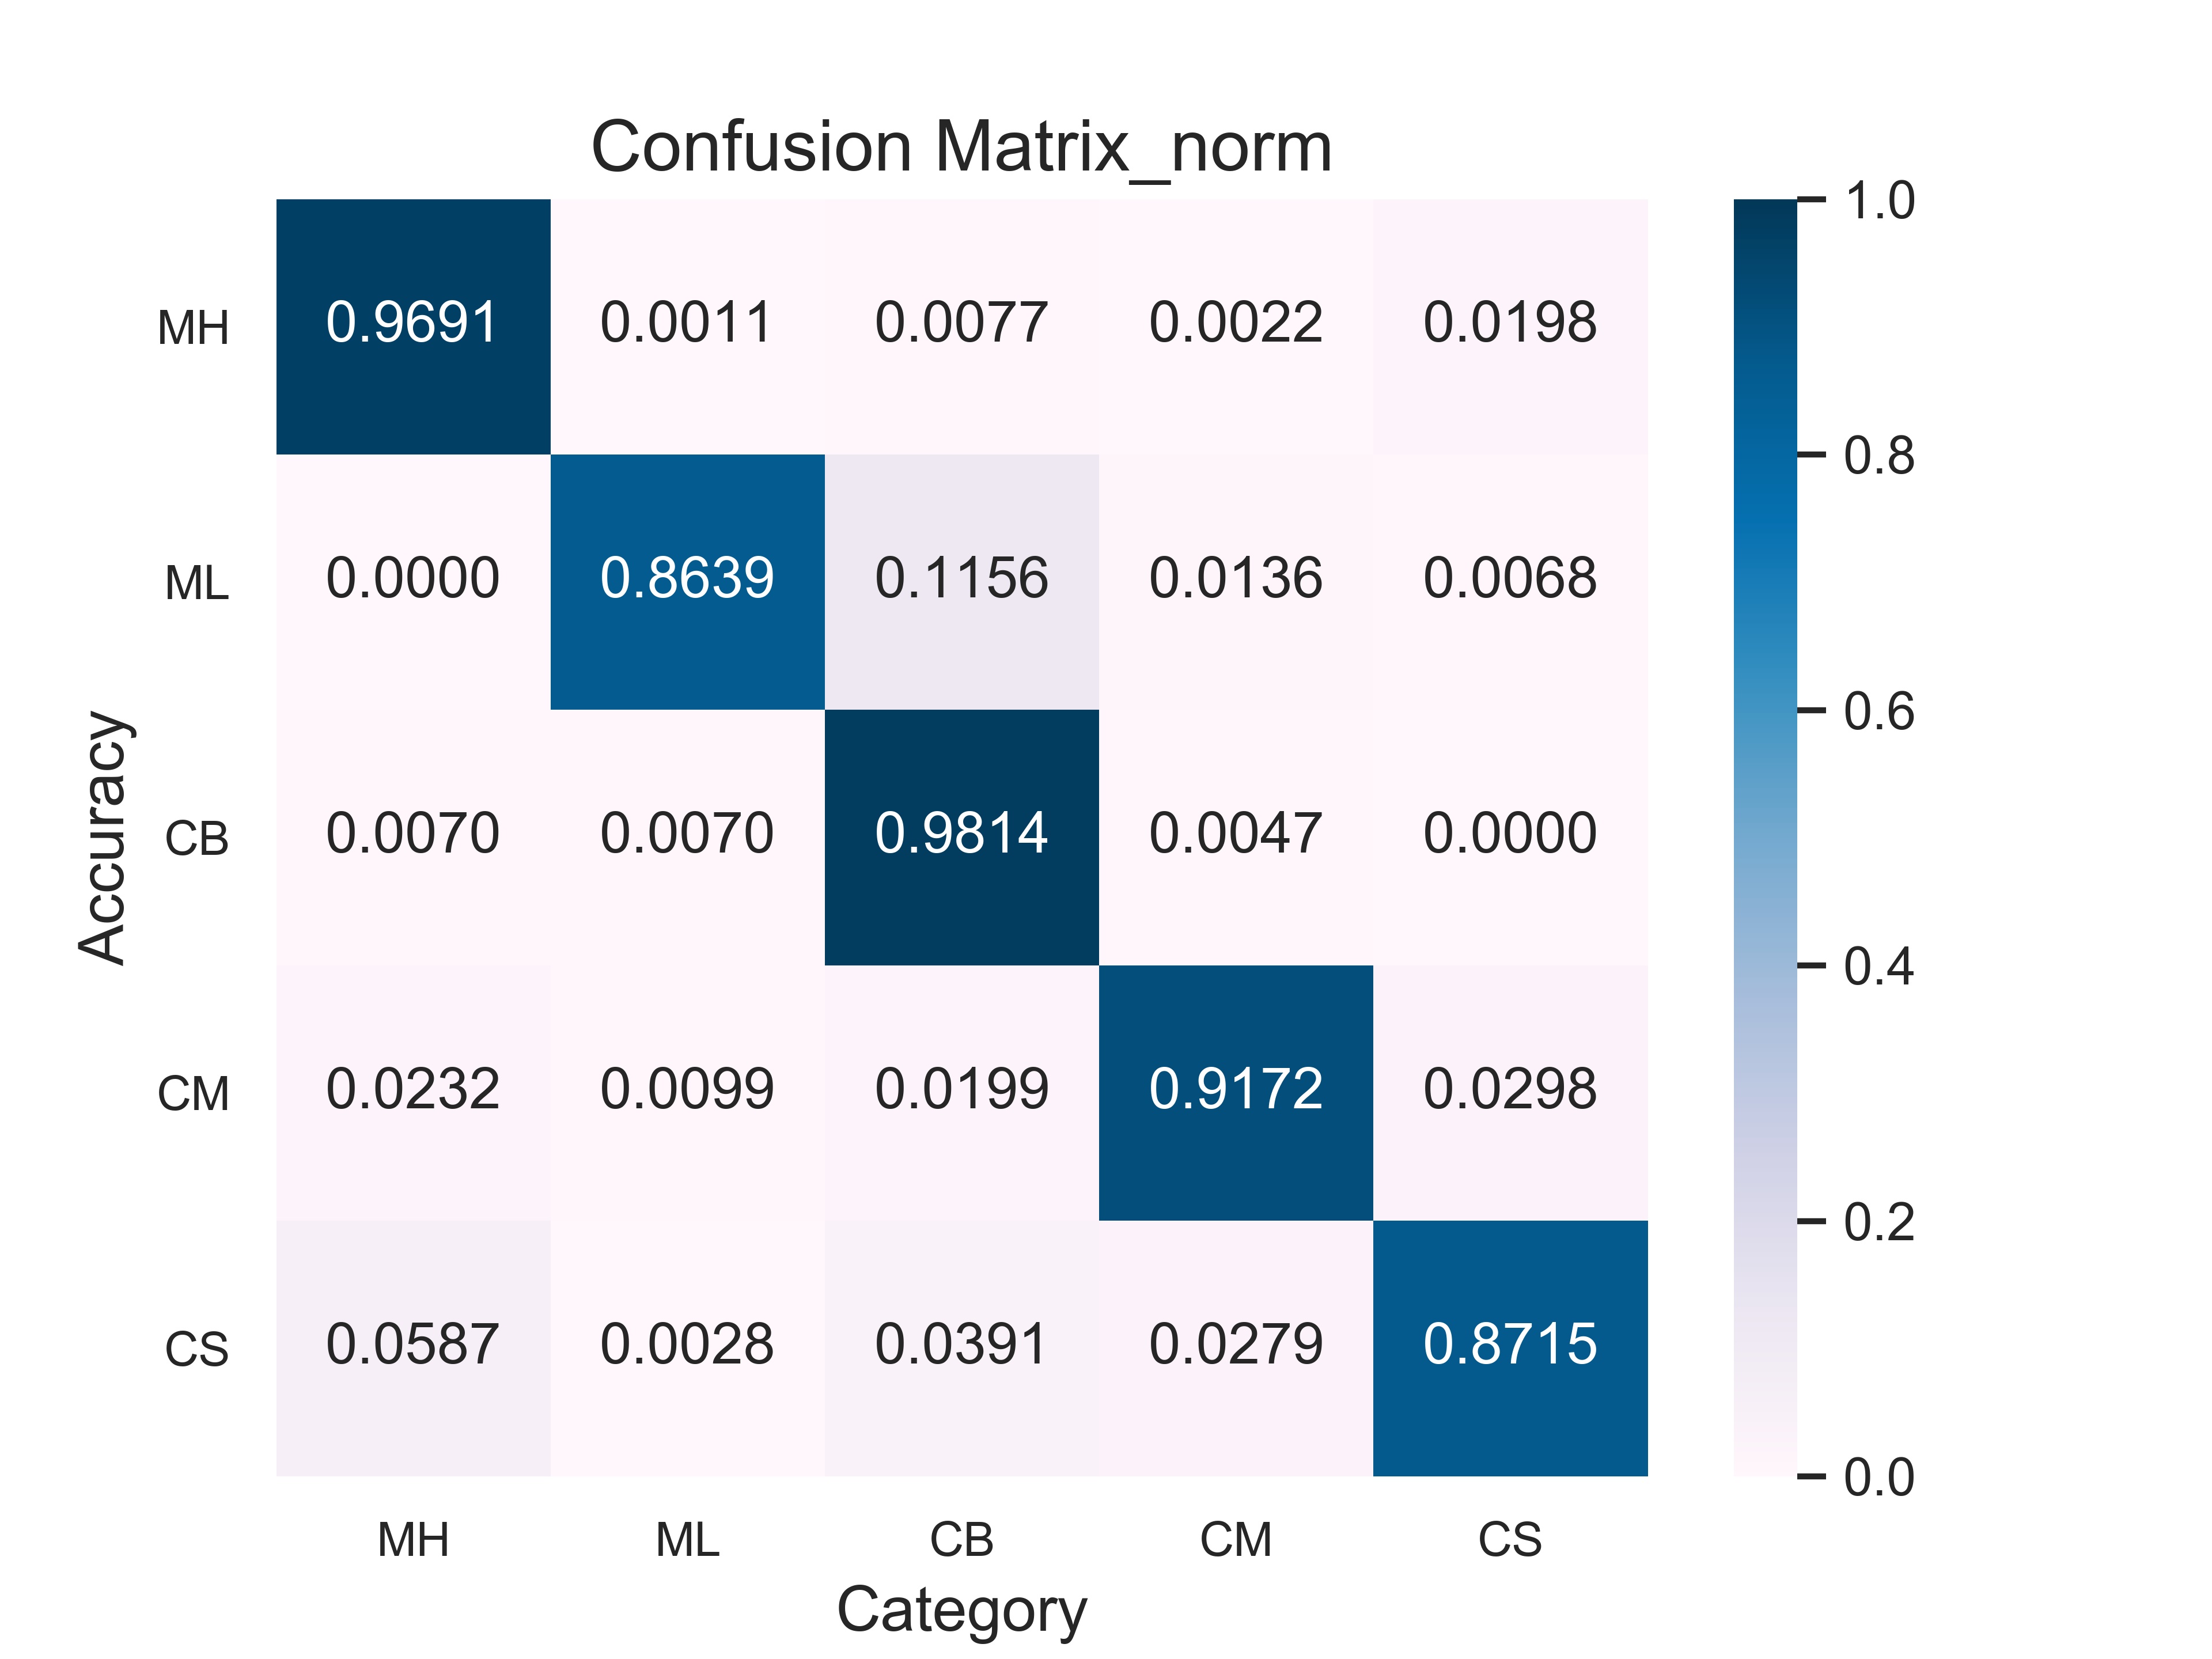 Confusion Matrix_norm
MH 0.9691 0.0011 0.0077 0.0022 0.0198
ML 0.0000 0.8639 0.1156 0.0136 0.0068
CB 0.0070 0.0070 0.9814 0.0047 0.0000
CM 0.0232 0.0099 0.0199 0.9172 0.0298
CS 0.0587 0.0028 0.0391 0.0279 0.8715
MH ML CB CM CS
Category
Accuracy
1.0
0.8
0.6
0.4
0.2
0.0